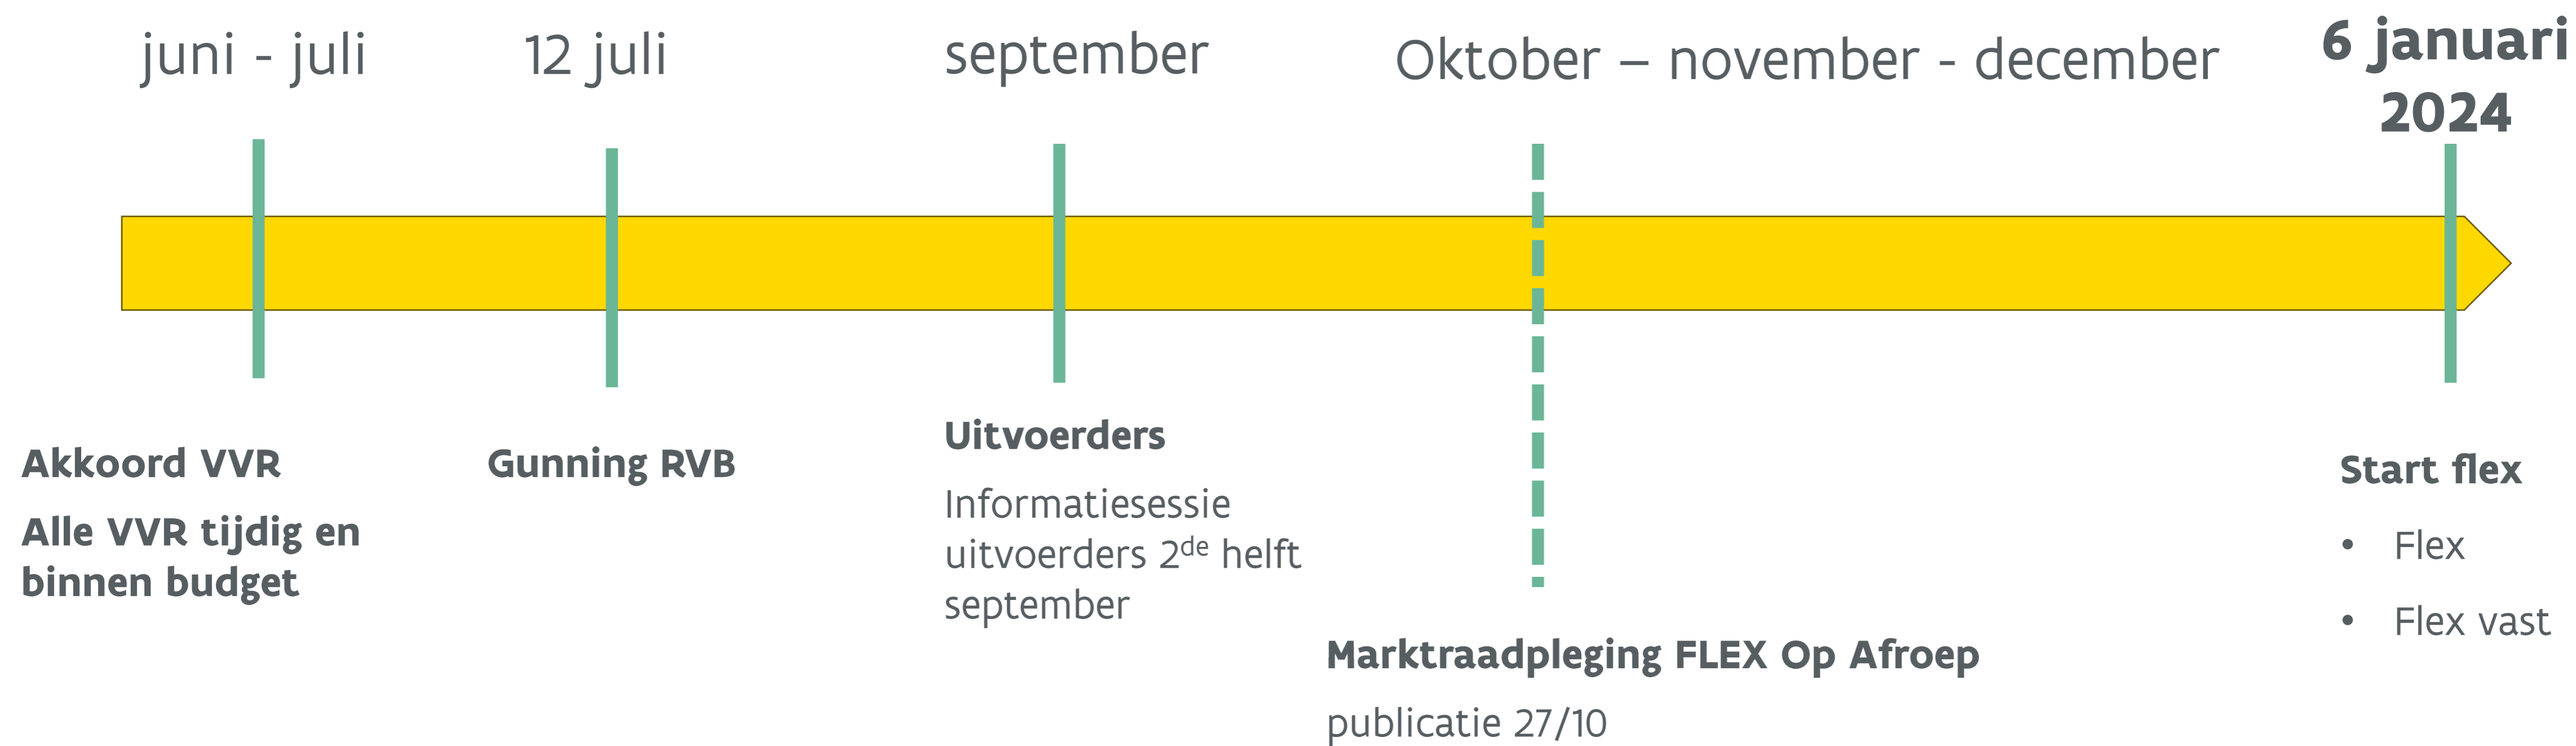 juni - juli
12 juli
september
Oktober – november - december
6 januari
2024
Akkoord VVR
Alle VVR tijdig en
binnen budget
Gunning RVB
Uitvoerders
Informatiesessie
uitvoerders 2de helft
september
Marktraadpleging FLEX Op Afroep
publicatie 27/10
Start flex
• Flex
• Flex vast